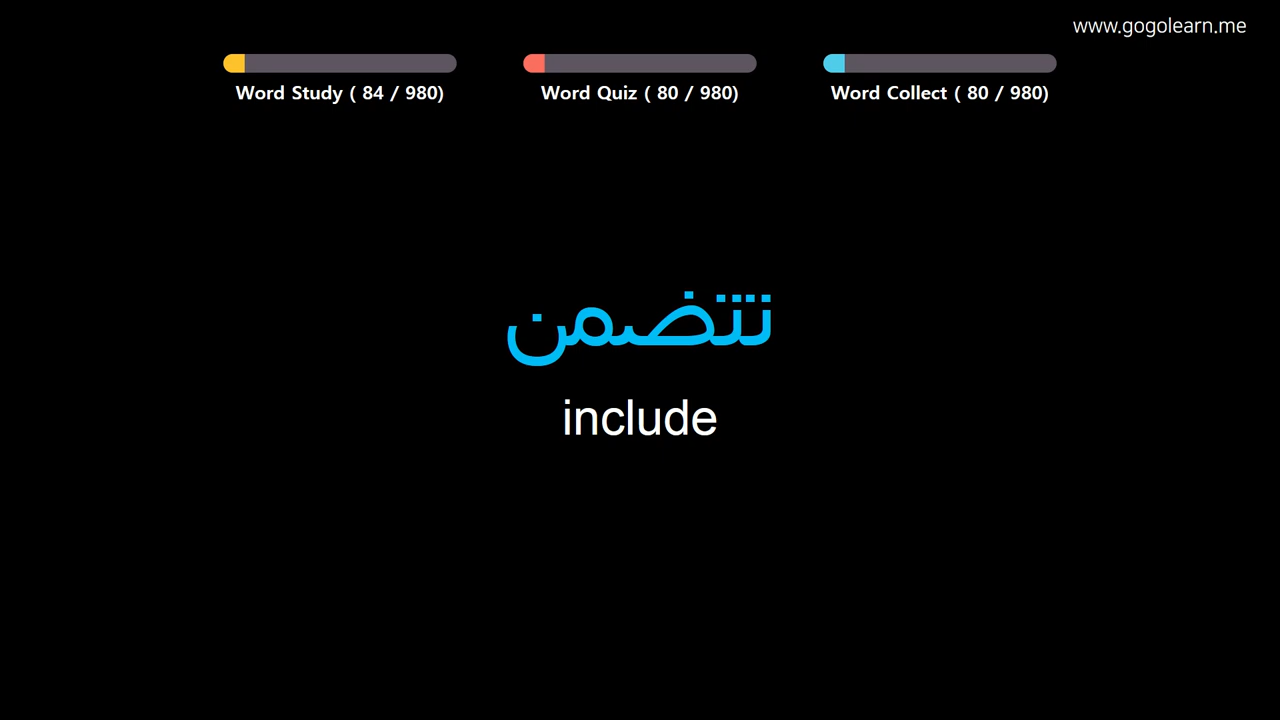 www.gogolearn.me
Word Study ( 84 / 980)
Word Quiz ( 80 / 980)
Word Collect ( 80 / 980)
تتضمن
include